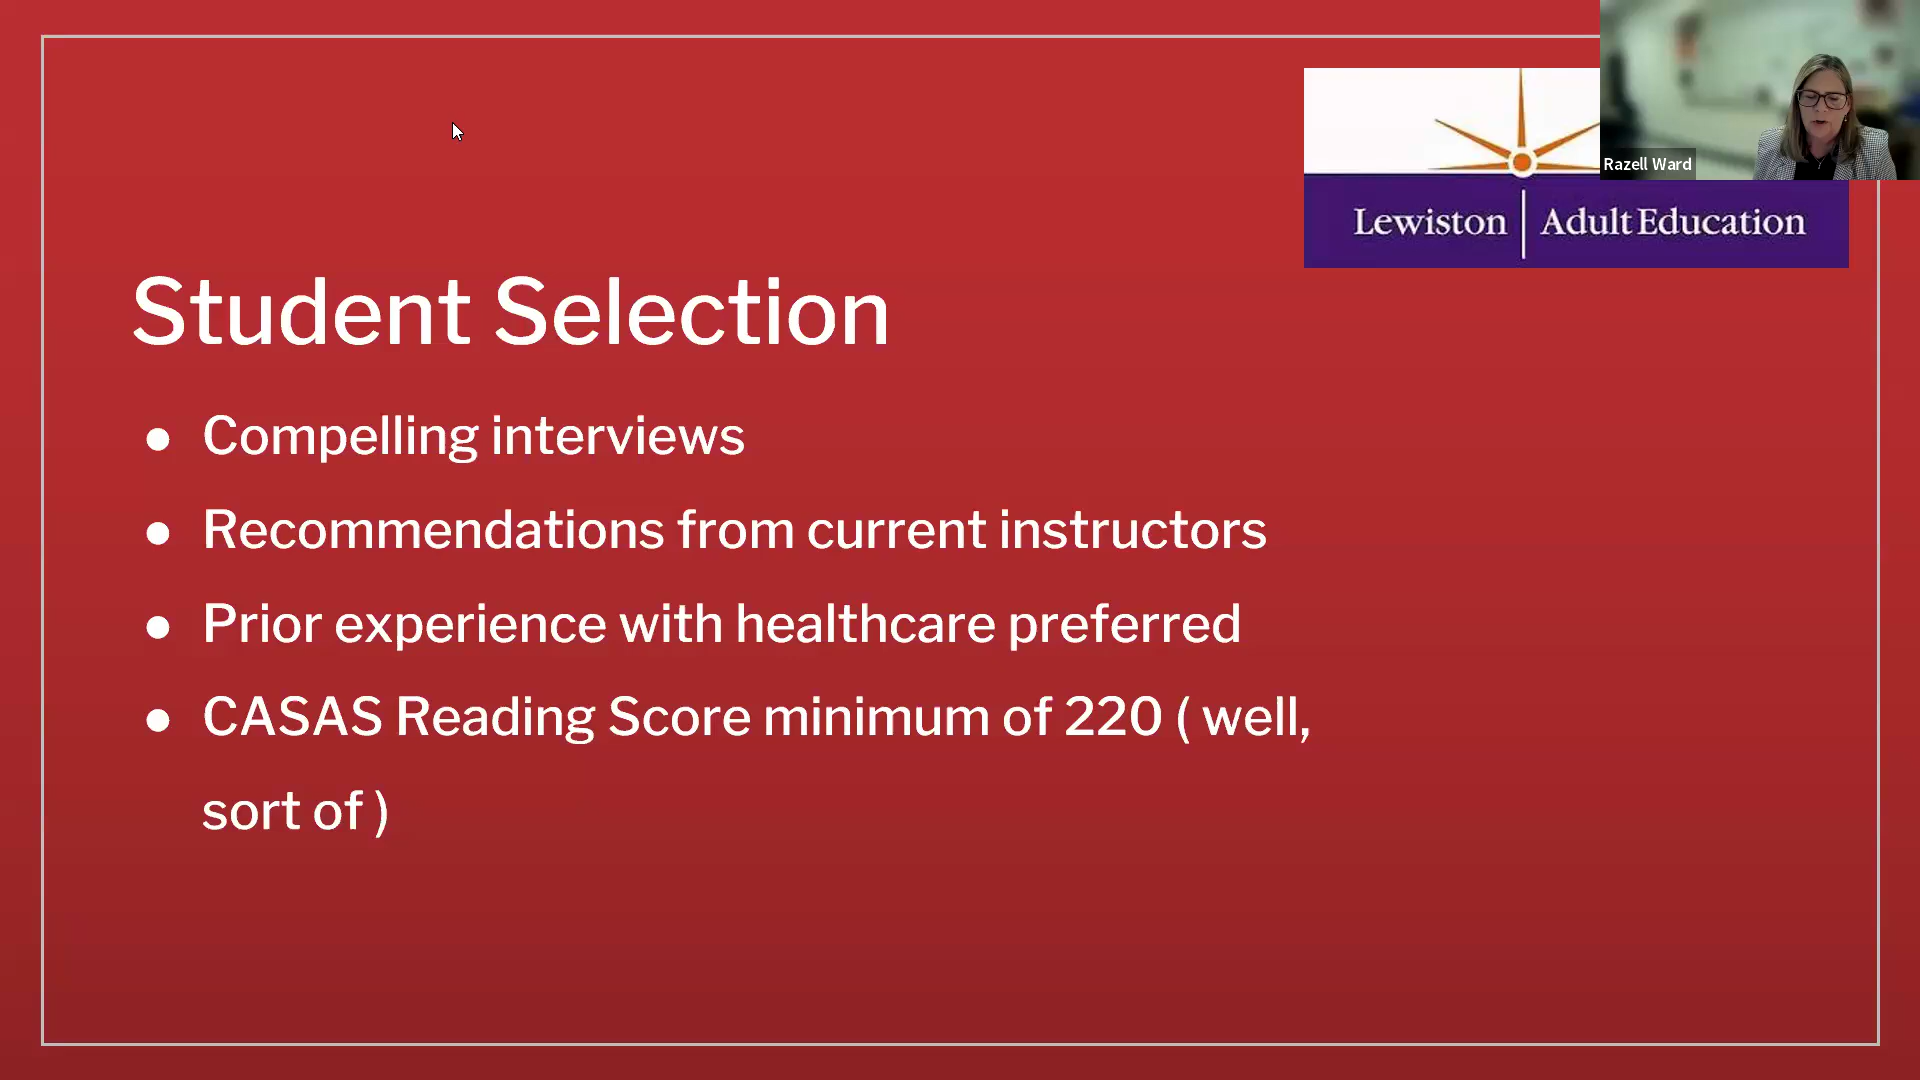 Razell Ward
Lewiston | Adult Education
Student Selection
● Compelling interviews
● Recommendations from current instructors
● Prior experience with healthcare preferred
● CASAS Reading Score minimum of 220 ( well,
sort of )